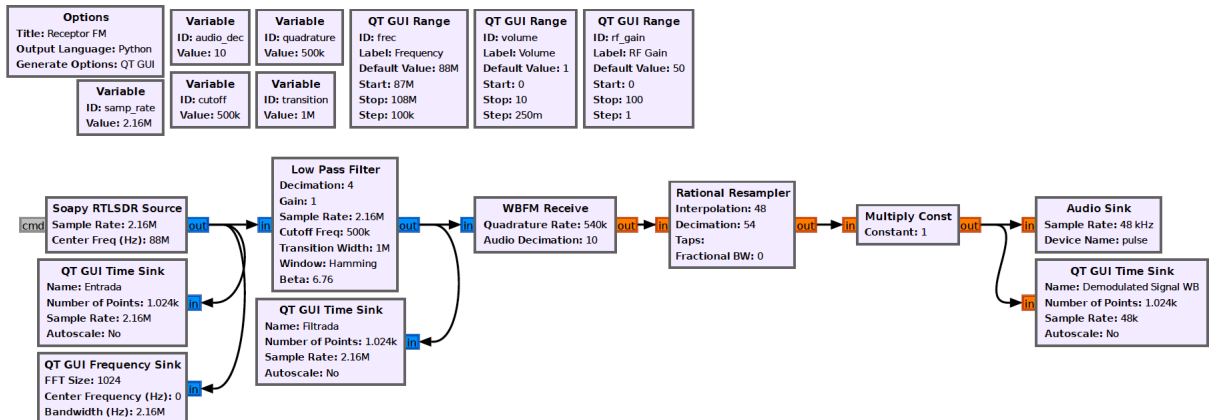 Options
Title: Receptor FM
Output Language: Python
Generate Options: QT GUI
Variable
ID: audio_dec
Value: 10
Variable
ID: quadrature
Value: 500k
QT GUI Range
ID: frec
Label: Frequency
Default Value: 88M
Start: 87M
Stop: 108M
Step: 100k
QT GUI Range
ID: volume
Label: Volume
Default Value: 1
Start: 0
Stop: 10
Step: 250m
QT GUI Range
ID: rf_gain
Label: RF Gain
Default Value: 50
Start: 0
Stop: 100
Step: 1
Variable
ID: samp_rate
Value: 2.16M
Variable
ID: cutoff
Value: 500k
Variable
ID: transition
Value: 1M
cmd
Soapy RTLSDR Source
Sample Rate: 2.16M
Center Freq (Hz): 88M
out
in
Low Pass Filter
Decimation: 4
Gain: 1
Sample Rate: 2.16M
Cutoff Freq: 500k
Transition Width: 1M
Window: Hamming
Beta: 6.76
out
in
WBFM Receive
Quadrature Rate: 540k
Audio Decimation: 10
out
in
Rational Resampler
Interpolation: 48
Decimation: 54
Taps:
Fractional BW: 0
out
in
Multiply Const
Constant: 1
out
in
Audio Sink
Sample Rate: 48 kHz
Device Name: pulse
QT GUI Time Sink
Name: Entrada
Number of Points: 1.024k
Sample Rate: 2.16M
Autoscale: No
in
QT GUI Time Sink
Name: Filtrada
Number of Points: 1.024k
Sample Rate: 2.16M
Autoscale: No
in
in
QT GUI Time Sink
Name: Demodulated Signal WB
Number of Points: 1.024k
Sample Rate: 48k
Autoscale: No
QT GUI Frequency Sink
FFT Size: 1024
Center Frequency (Hz): 0
Bandwidth (Hz): 2.16M
in